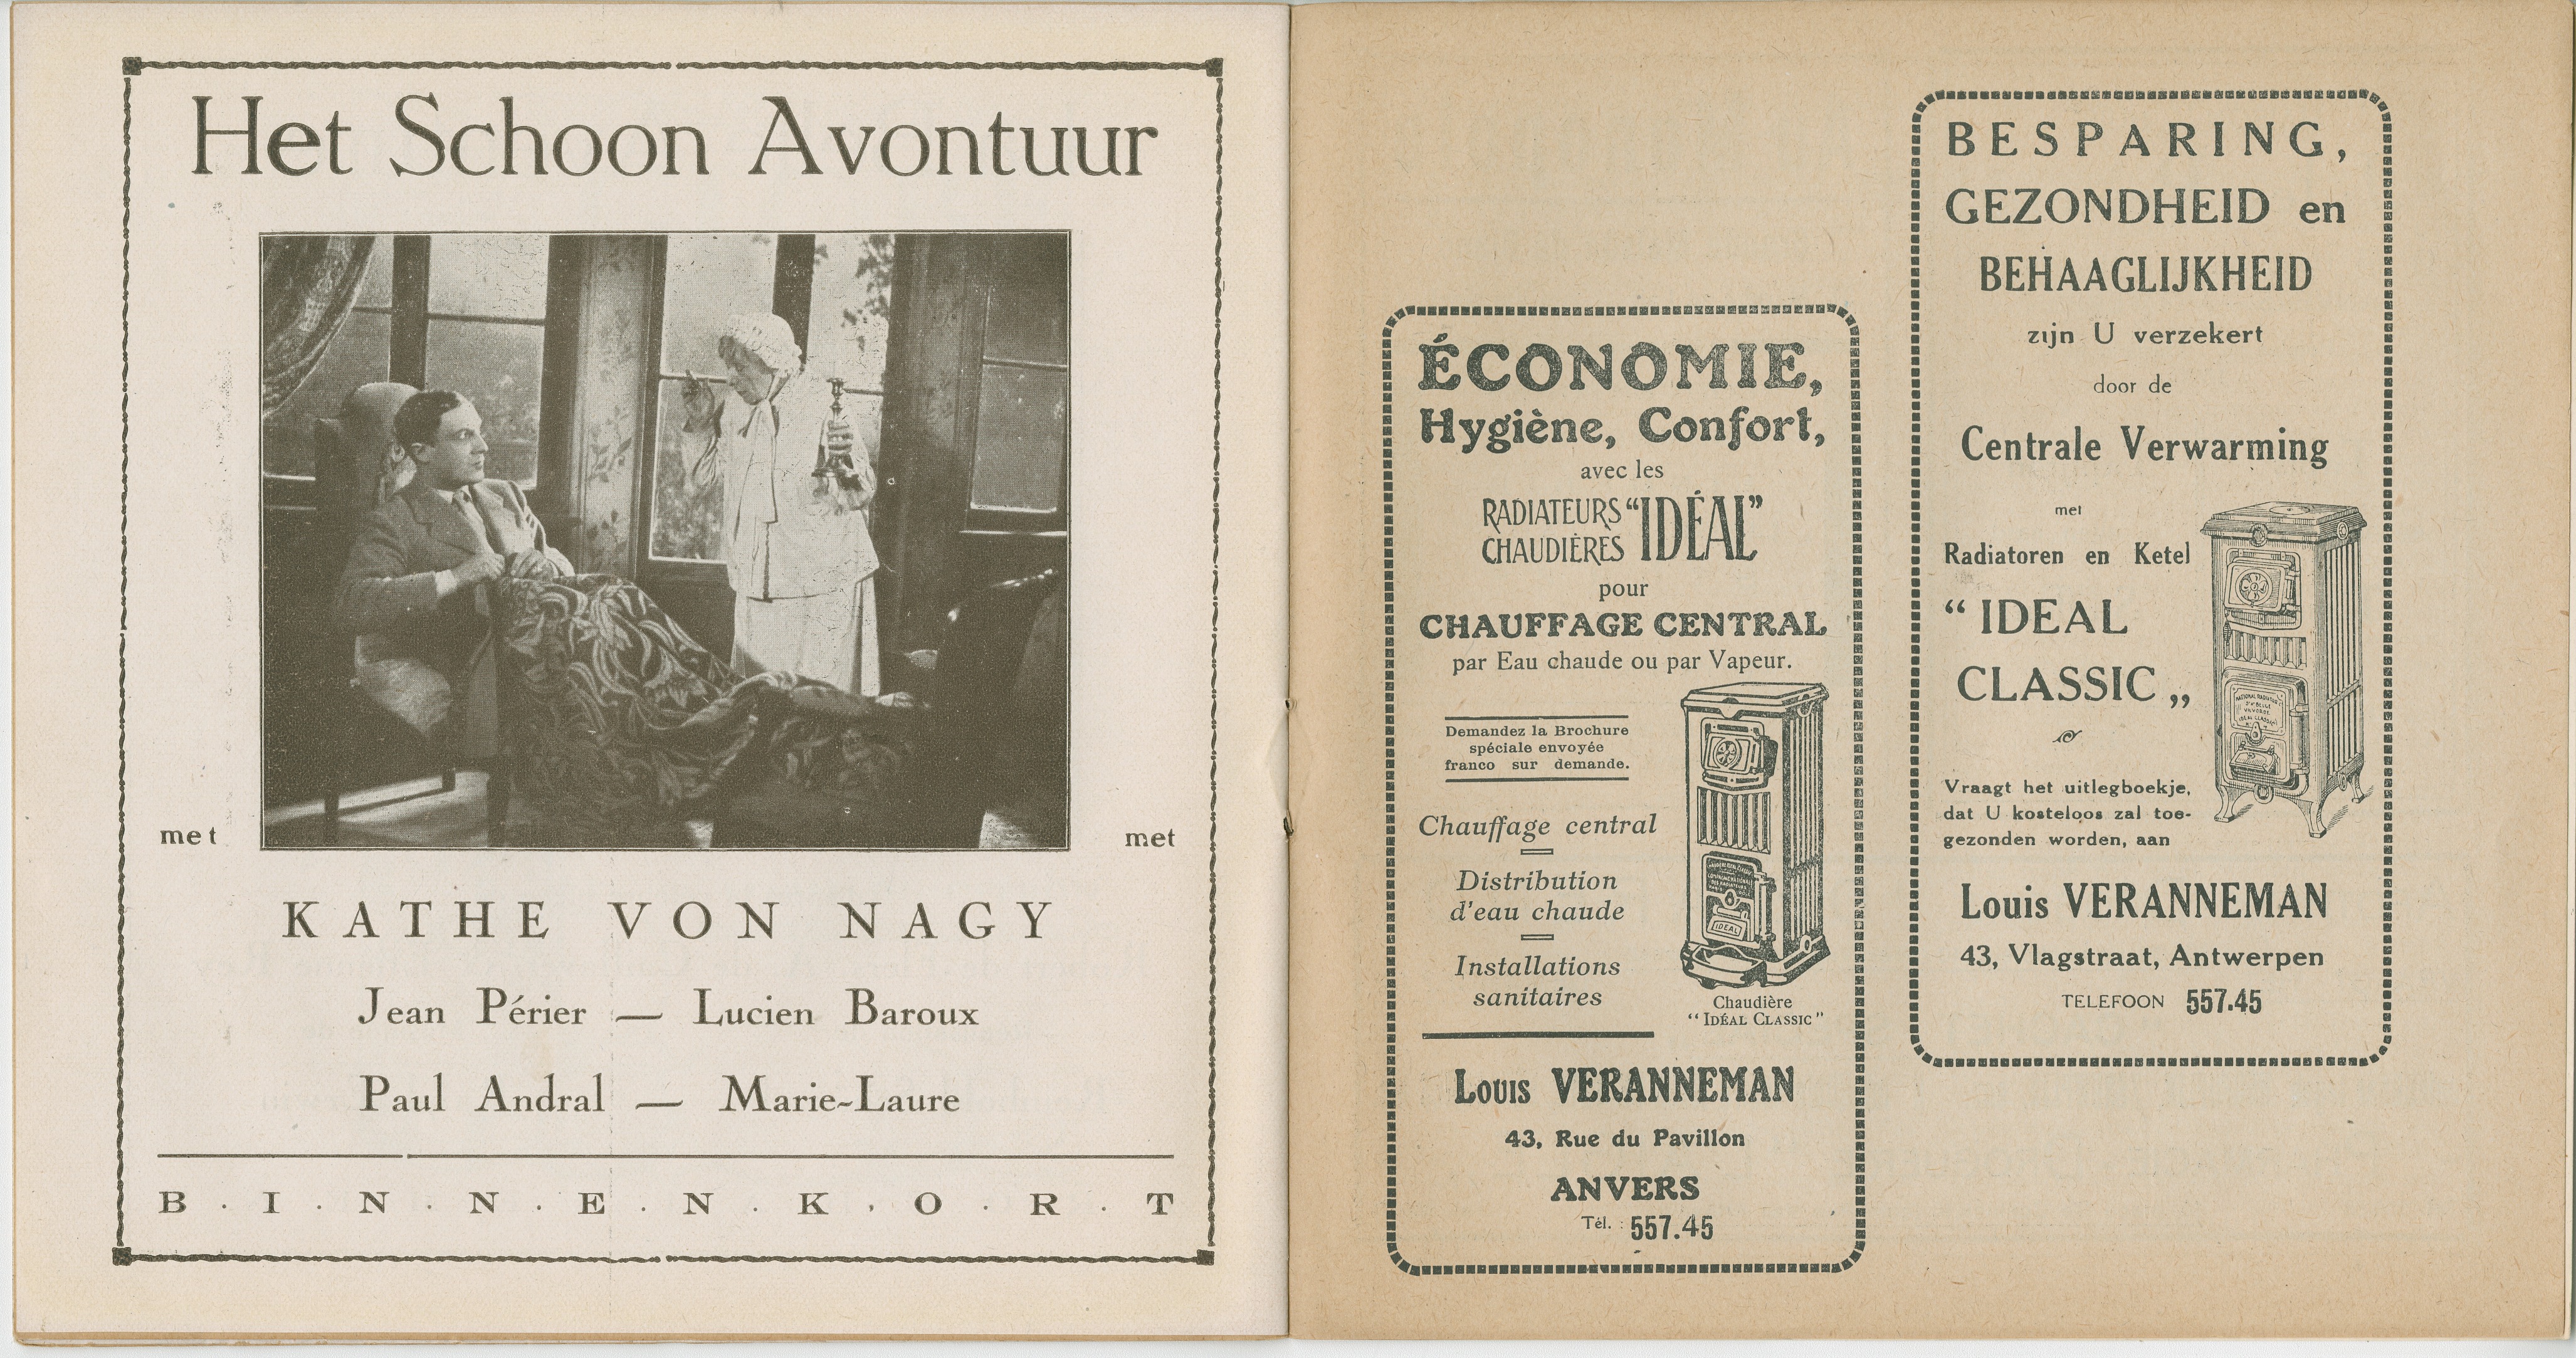 Het Schoon Avontuur
met met
KATHE VON NAGY
Jean Périer — Lucien Baroux
Paul Andral — Marie-Laure
B . I . N . N . E . N . K . O . R . T
ÉCONOMIE,
Hygiène, Confort,
avec les
RADIATEURS
CHAUDIÈRES
“IDÉAL”
pour
CHAUFFAGE CENTRAL
par Eau chaude ou par Vapeur.
Demandez la Brochure
spéciale envoyée
franco sur demande.
Chauffage central
Distribution
d'eau chaude
Installations
sanitaires
IDEAL
Chaudière
“IDÉAL CLASSIC”
Louis VERANNEMAN
43, Rue du Pavillon
ANVERS
Tél. : 557.45
BESPARING,
GEZONDHEID en
BEHAAGLIJKHEID
zijn U verzekert
door de
Centrale Verwarming
met
Radiatoren en Ketel
“ IDEAL
CLASSIC „
Vraagt het uitlegboekje,
dat U kosteloos zal toe-
gezonden worden, aan
Louis VERANNEMAN
43, Vlagstraat, Antwerpen
TELEFOON 557.45